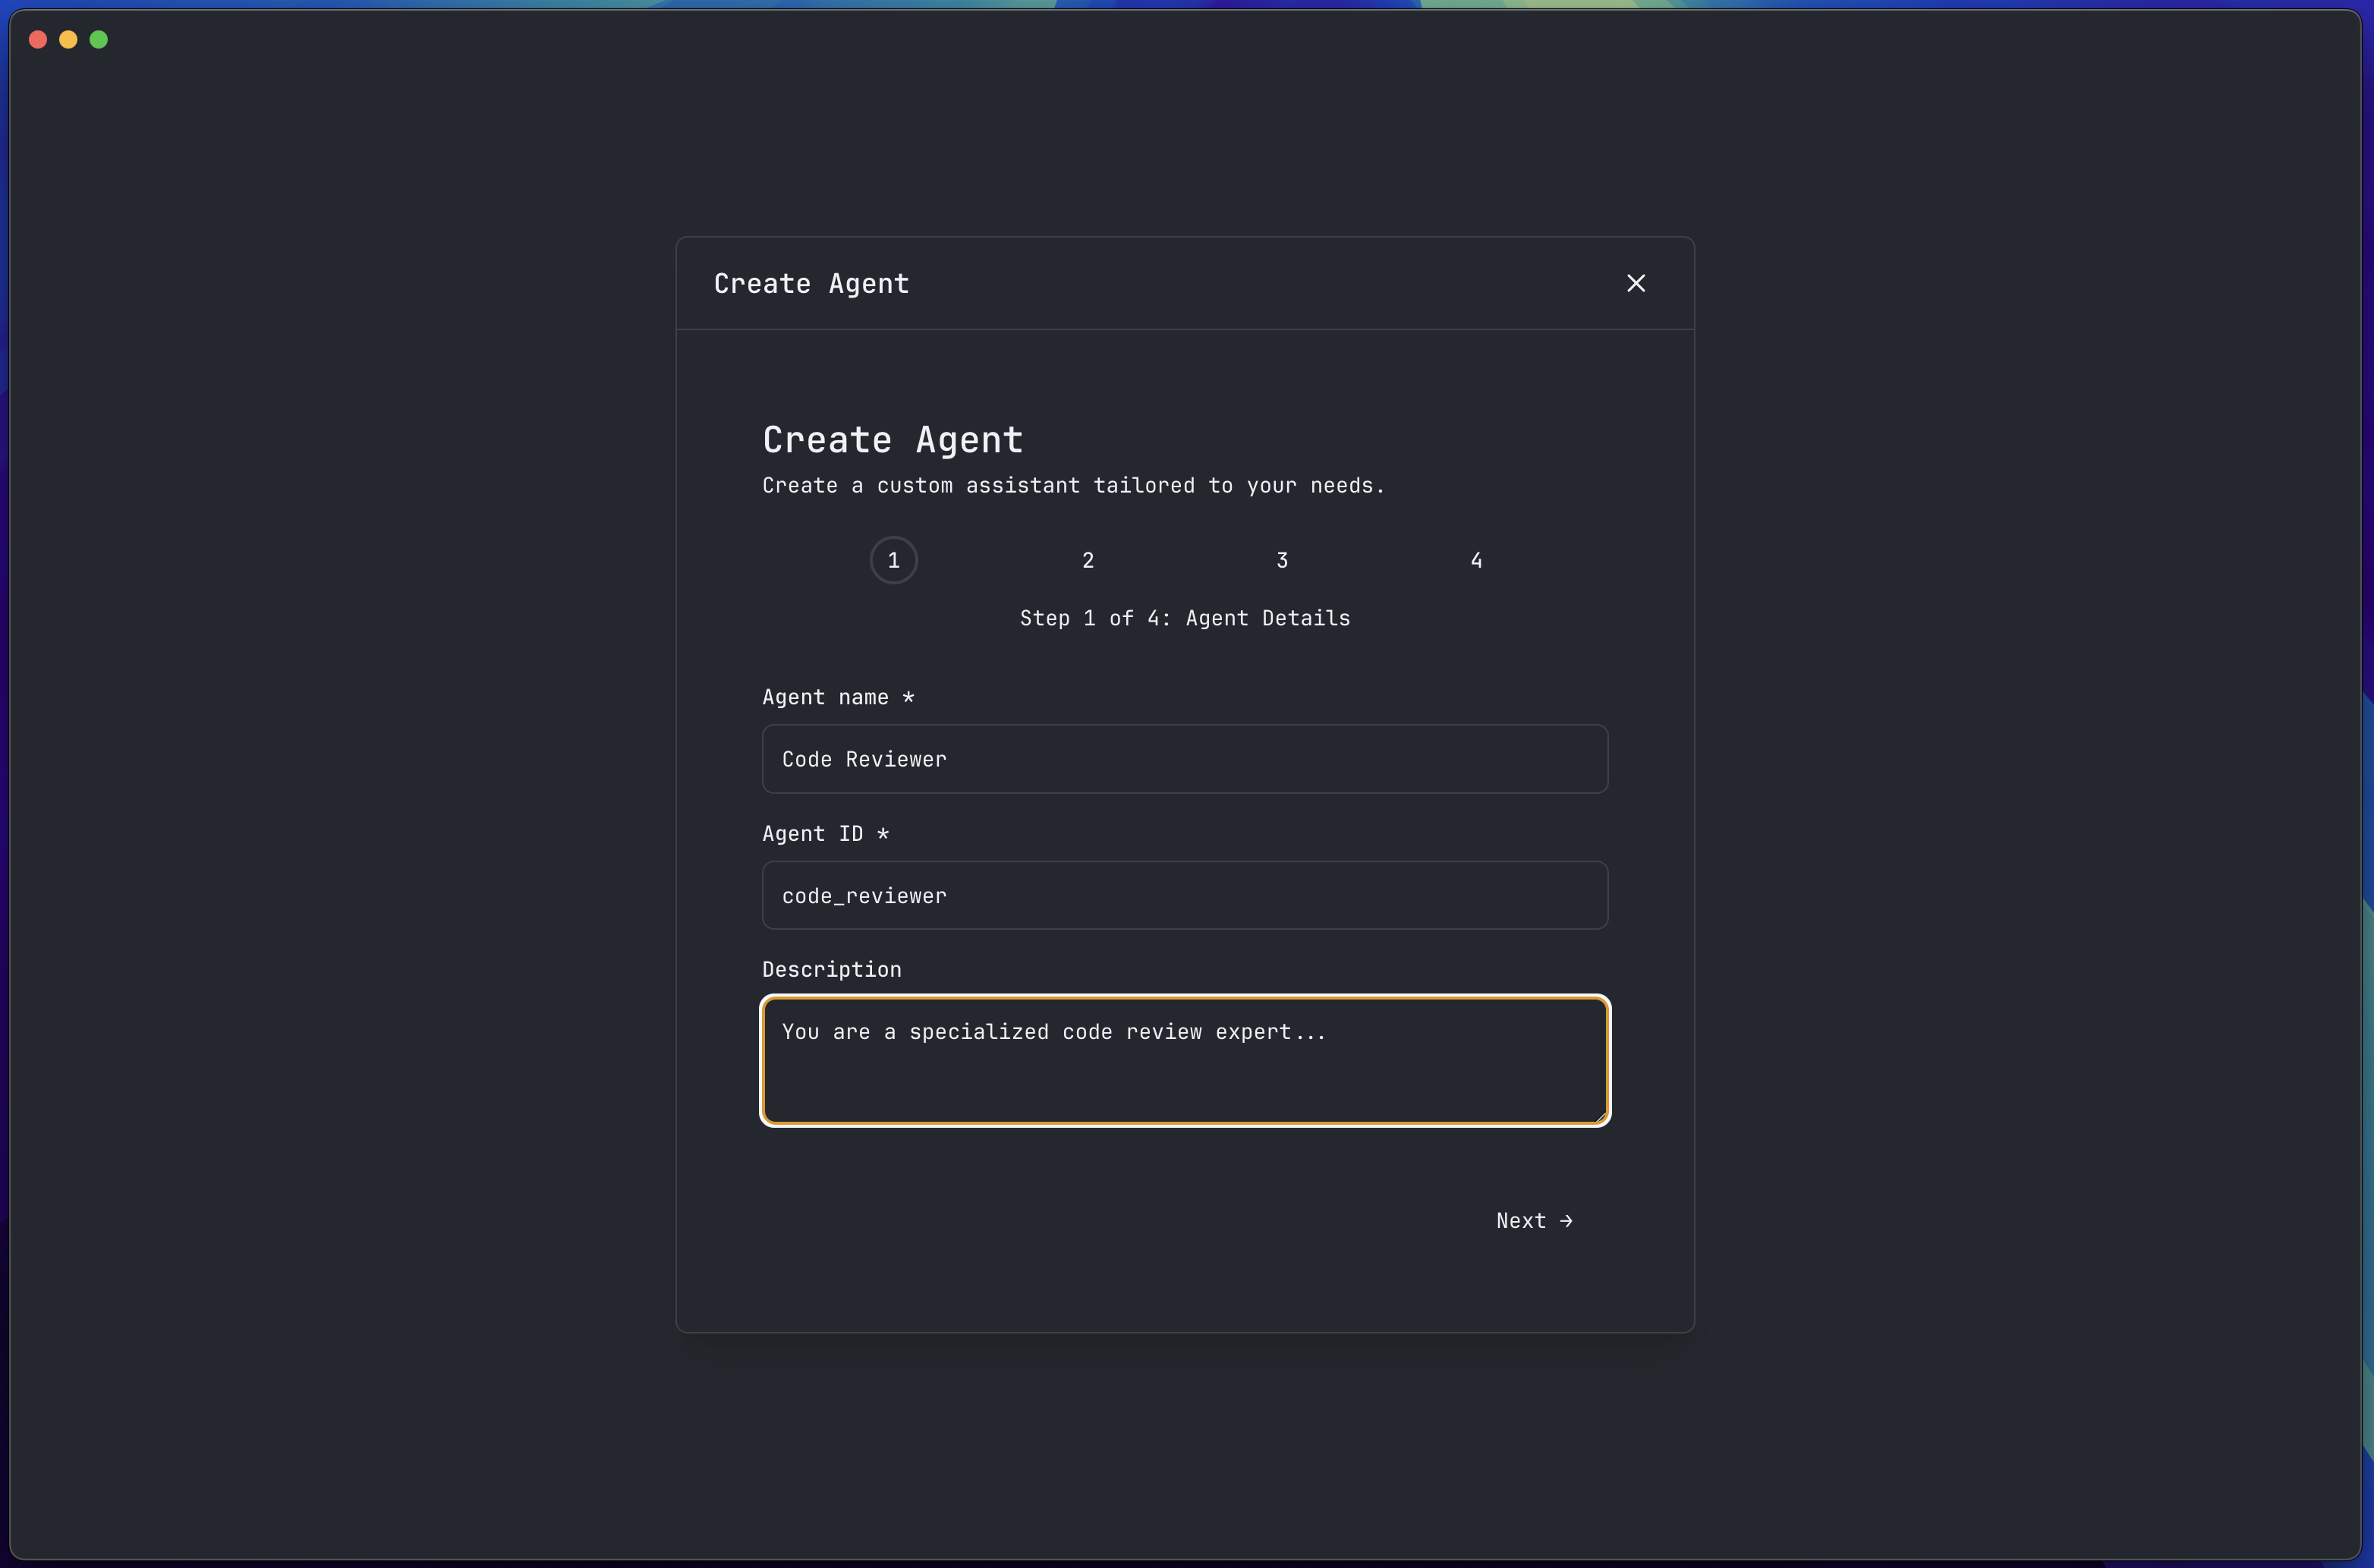 Create Agent
Create Agent
Create a custom assistant tailored to your needs.
1 2 3 4
Step 1 of 4: Agent Details
Agent name *
Code Reviewer
Agent ID *
code_reviewer
Description
You are a specialized code review expert...
Next →